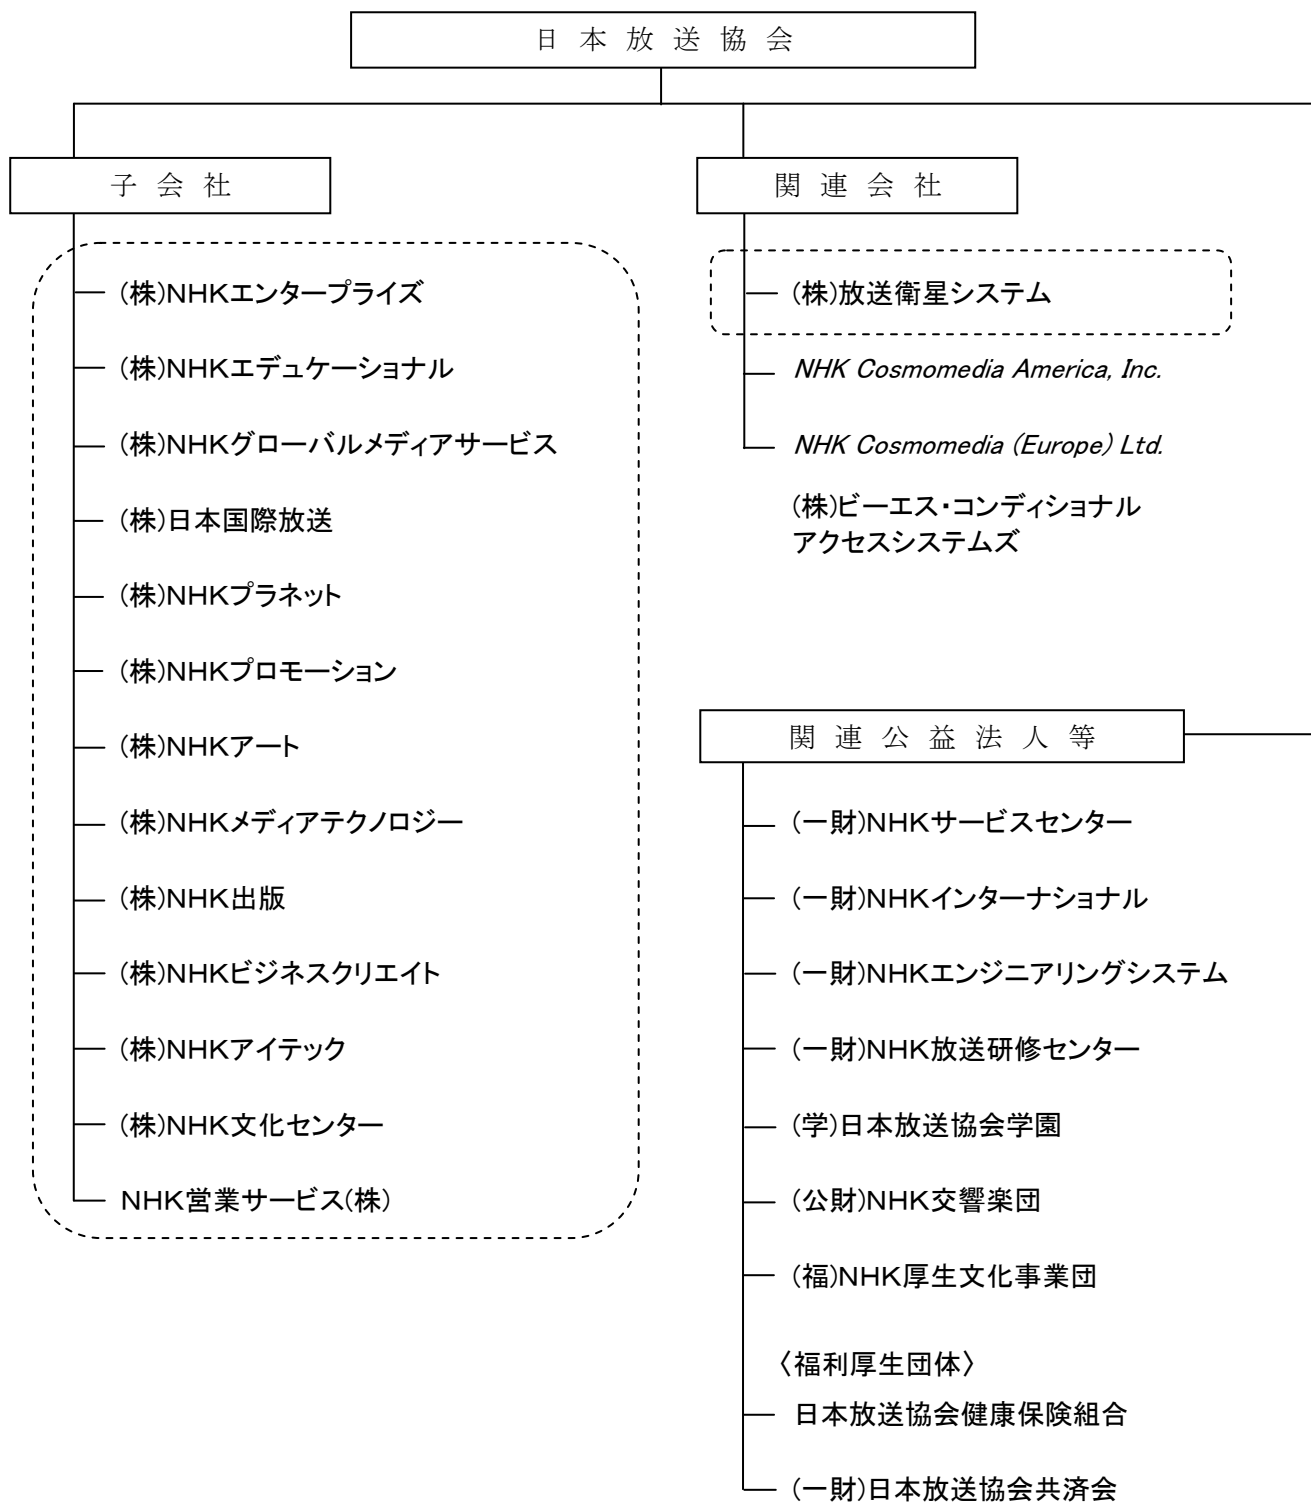 日本放送協会
子会社
(株)NHKエンタープライズ
(株)NHKエデュケーショナル
(株)NHKグローバルメディアサービス
(株)日本国際放送
(株)NHKプラネット
(株)NHKプロモーション
(株)NHKアート
(株)NHKメディアテクノロジー
(株)NHK出版
(株)NHKビジネスクリエイト
(株)NHKアイテック
(株)NHK文化センター
NHK営業サービス(株)
関連会社
(株)放送衛星システム
NHK Cosmomedia America, Inc.
NHK Cosmomedia (Europe) Ltd.
(株)ビーエス・コンディショナル
アクセスシステムズ
関連公益法人等
(一財)NHKサービスセンター
(一財)NHKインターナショナル
(一財)NHKエンジニアリングシステム
(一財)NHK放送研修センター
(学)日本放送協会学園
(公財)NHK交響楽団
(福)NHK厚生文化事業団
〈福利厚生団体〉
日本放送協会健康保険組合
(一財)日本放送協会共済会